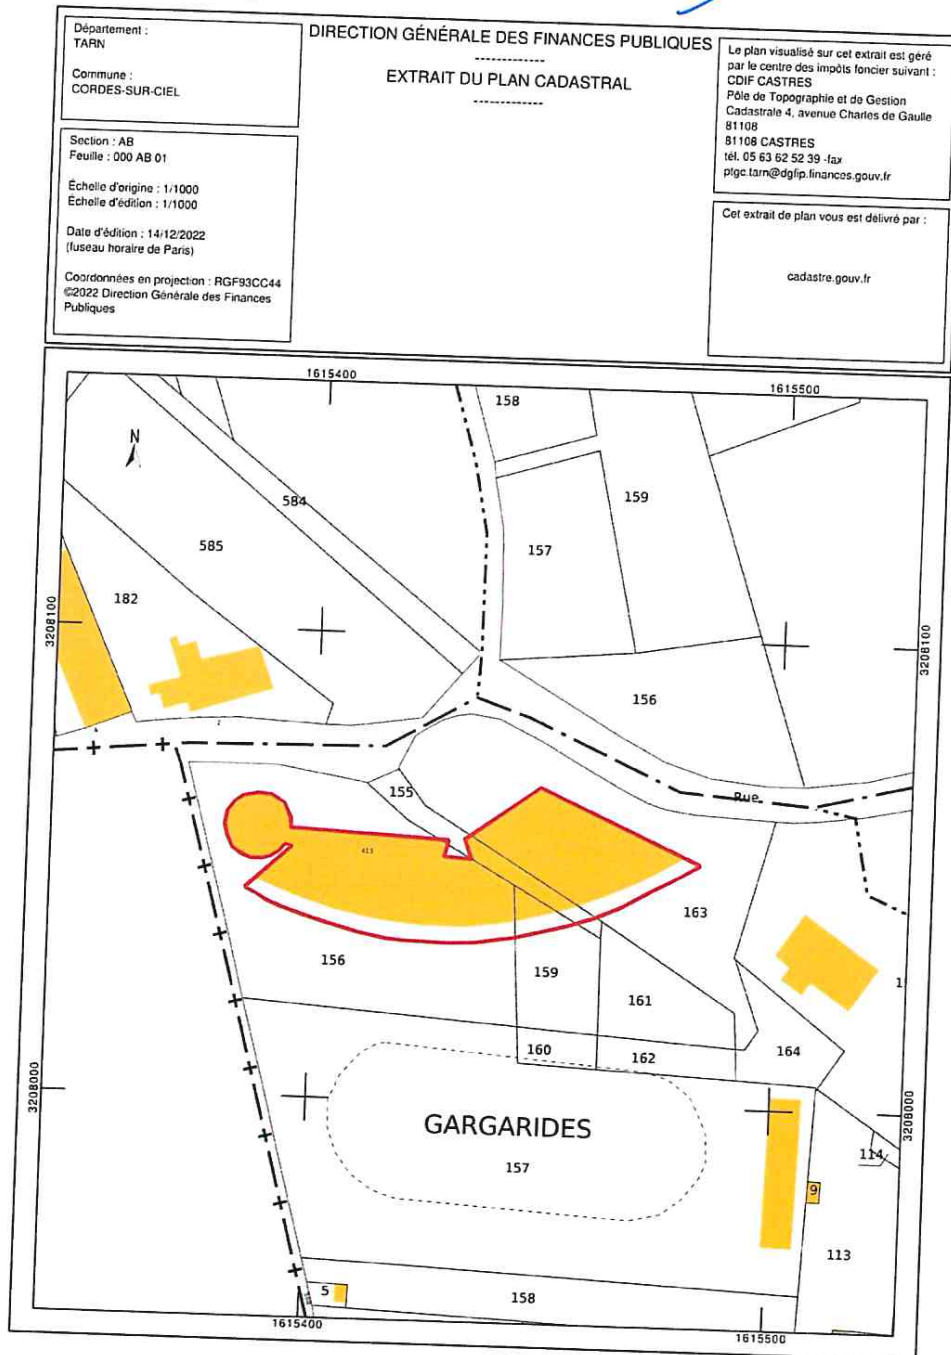 Département :
TARN
Commune :
CORDES-SUR-CIEL
Section : AB
Feuille : 000 AB 01
Échelle d'origine : 1/1000
Échelle d'édition : 1/1000
Date d'édition : 14/12/2022
(fuseau horaire de Paris)
Coordonnées en projection : RGF93CC44
©2022 Direction Générale des Finances
Publiques
DIRECTION GÉNÉRALE DES FINANCES PUBLIQUES
-------------
EXTRAIT DU PLAN CADASTRAL
-------------
Le plan visualisé sur cet extrait est géré
par le centre des impôts foncier suivant :
CDIF CASTRES
Pôle de Topographie et de Gestion
Cadastrale 4, avenue Charles de Gaulle
81108
81108 CASTRES
tél. 05 63 62 52 39 -fax
ptgc.tarn@dgfip.finances.gouv.fr
Cet extrait de plan vous est délivré par :
cadastre.gouv.fr
1615400
1615500
158
N
584
159
585
157
182
3208100
3208100
156
155
Rue
413
163
156
159
161
160
162
164
3208000
3208000
GARGARIDES
157
114
9
113
5
158
1615400
1615500